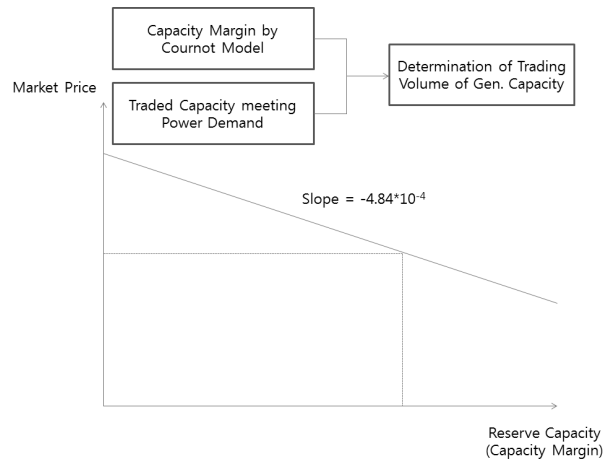 Capacity Margin by
Cournot Model
Traded Capacity meeting
Power Demand
Determination of Trading
Volume of Gen. Capacity
Market Price
Slope = -4.84*10⁻⁴
Reserve Capacity
(Capacity Margin)